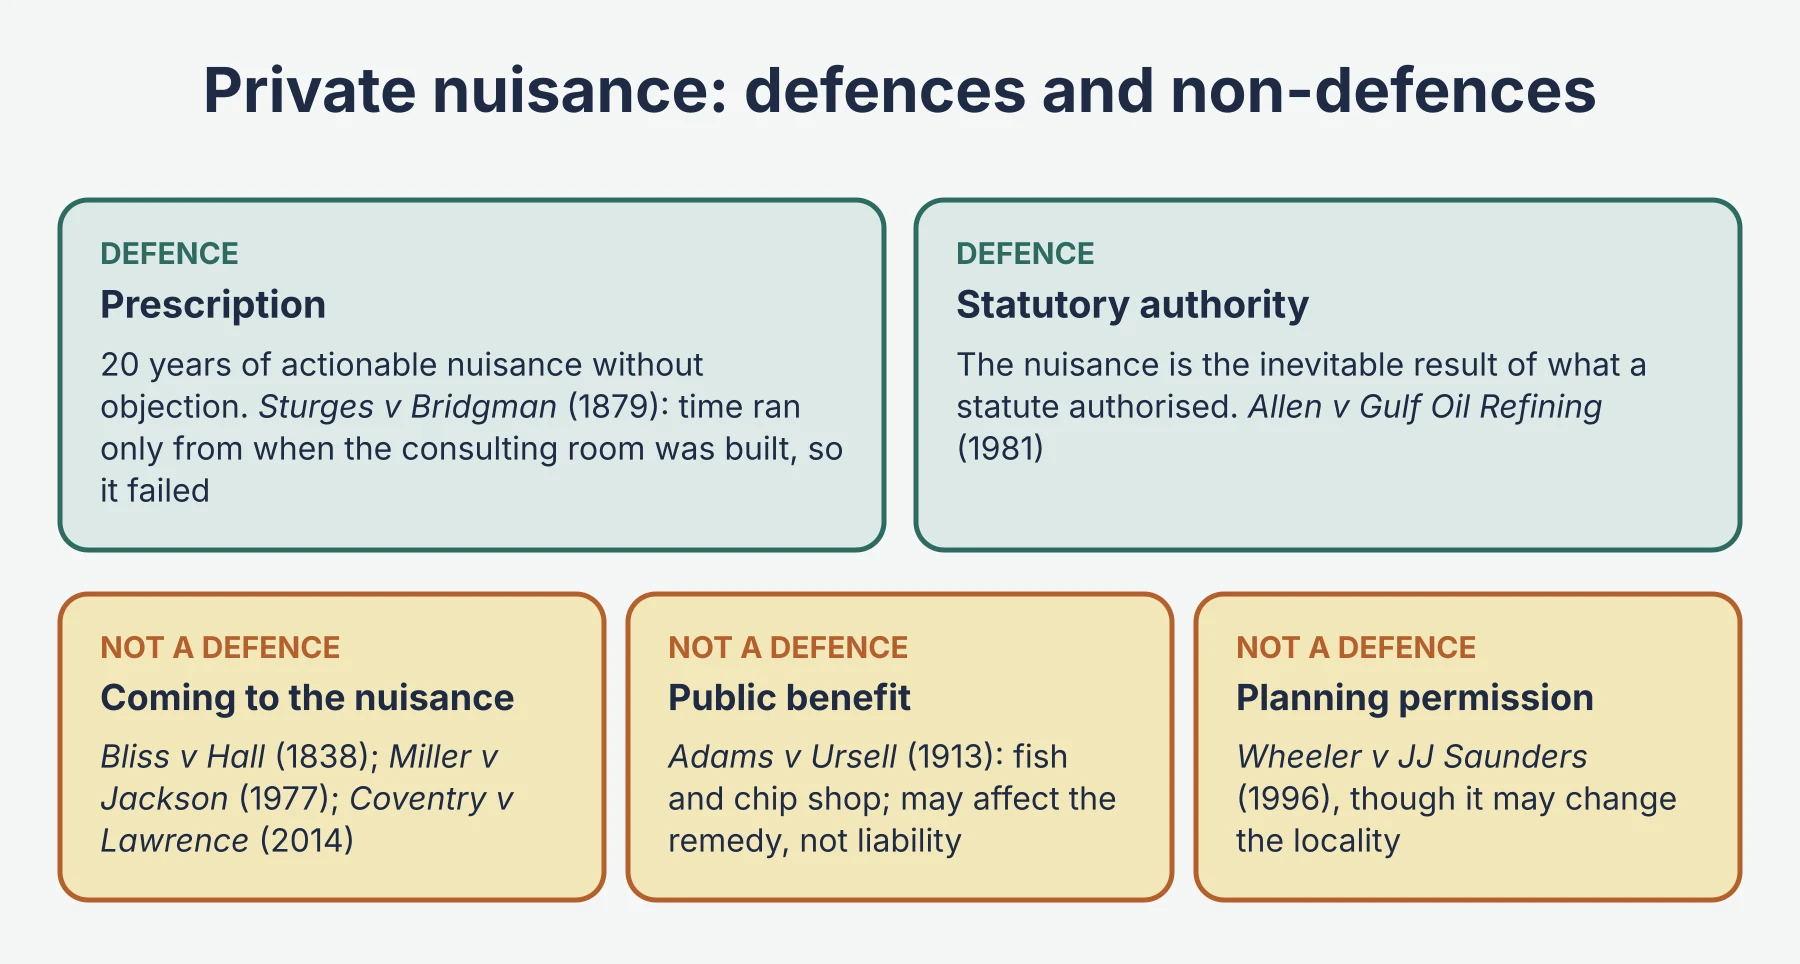 Private nuisance: defences and non-defences
DEFENCE
Prescription
20 years of actionable nuisance without
objection. Sturges v Bridgman (1879): time ran
only from when the consulting room was built, so
it failed
DEFENCE
Statutory authority
The nuisance is the inevitable result of what a
statute authorised. Allen v Gulf Oil Refining
(1981)
NOT A DEFENCE
Coming to the nuisance
Bliss v Hall (1838); Miller v
Jackson (1977); Coventry v
Lawrence (2014)
NOT A DEFENCE
Public benefit
Adams v Ursell (1913): fish
and chip shop; may affect the
remedy, not liability
NOT A DEFENCE
Planning permission
Wheeler v JJ Saunders
(1996), though it may change
the locality